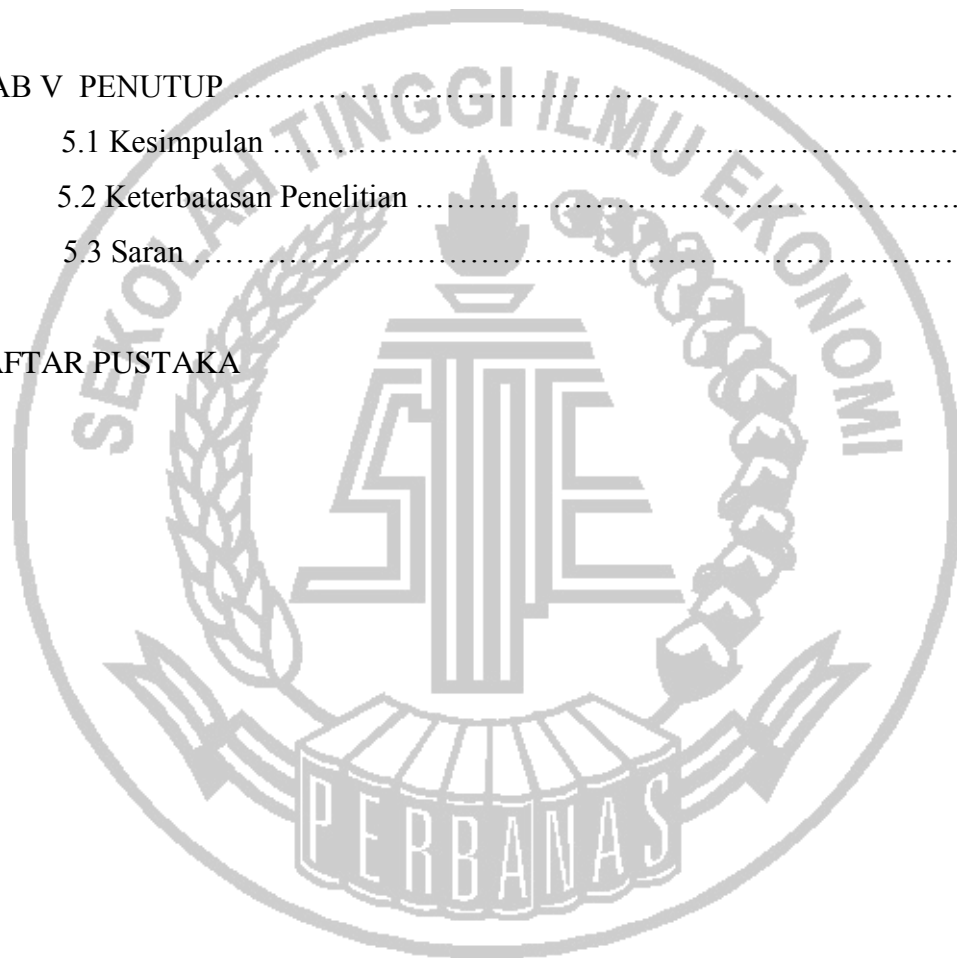 AB V PENUTUP ………………………………………………………
5.1 Kesimpulan ………………………………………………………
5.2 Keterbatasan Penelitian ………………………………………….
5.3 Saran ………………………………………………………………
AFTAR PUSTAKA
SEKOLAH TINGGI ILMU EKONOMI
STIE
PERBANAS